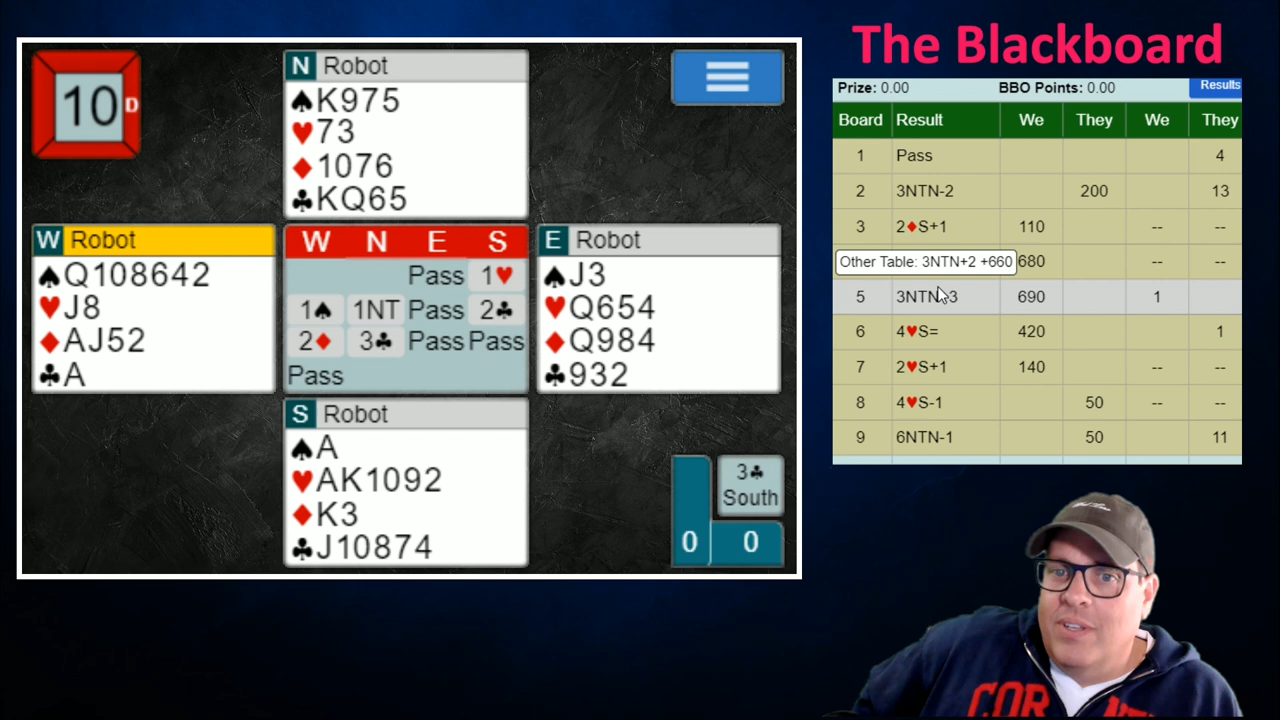 10 D
N Robot
♠K975
♥73
♦1076
♣KQ65
W Robot
♠Q108642
♥J8
♦AJ52
♣A
W N E S
Pass 1♥
1♠ 1NT Pass 2♣
2♦ 3♣ Pass Pass
Pass
E Robot
♠J3
♥Q654
♦Q984
♣932
S Robot
♠A
♥AK1092
♦K3
♣J10874
3♣
South
0 0
The Blackboard
Prize: 0.00 BBO Points: 0.00 Results
Board Result We They We They
1 Pass 4
2 3NTN-2 200 13
3 2♦S+1 110 -- --
Other Table: 3NTN+2 +660 680 -- --
5 3NTN 3 690 1
6 4♥S= 420 1
7 2♥S+1 140 -- --
8 4♥S-1 50 -- --
9 6NTN-1 50 11
COR